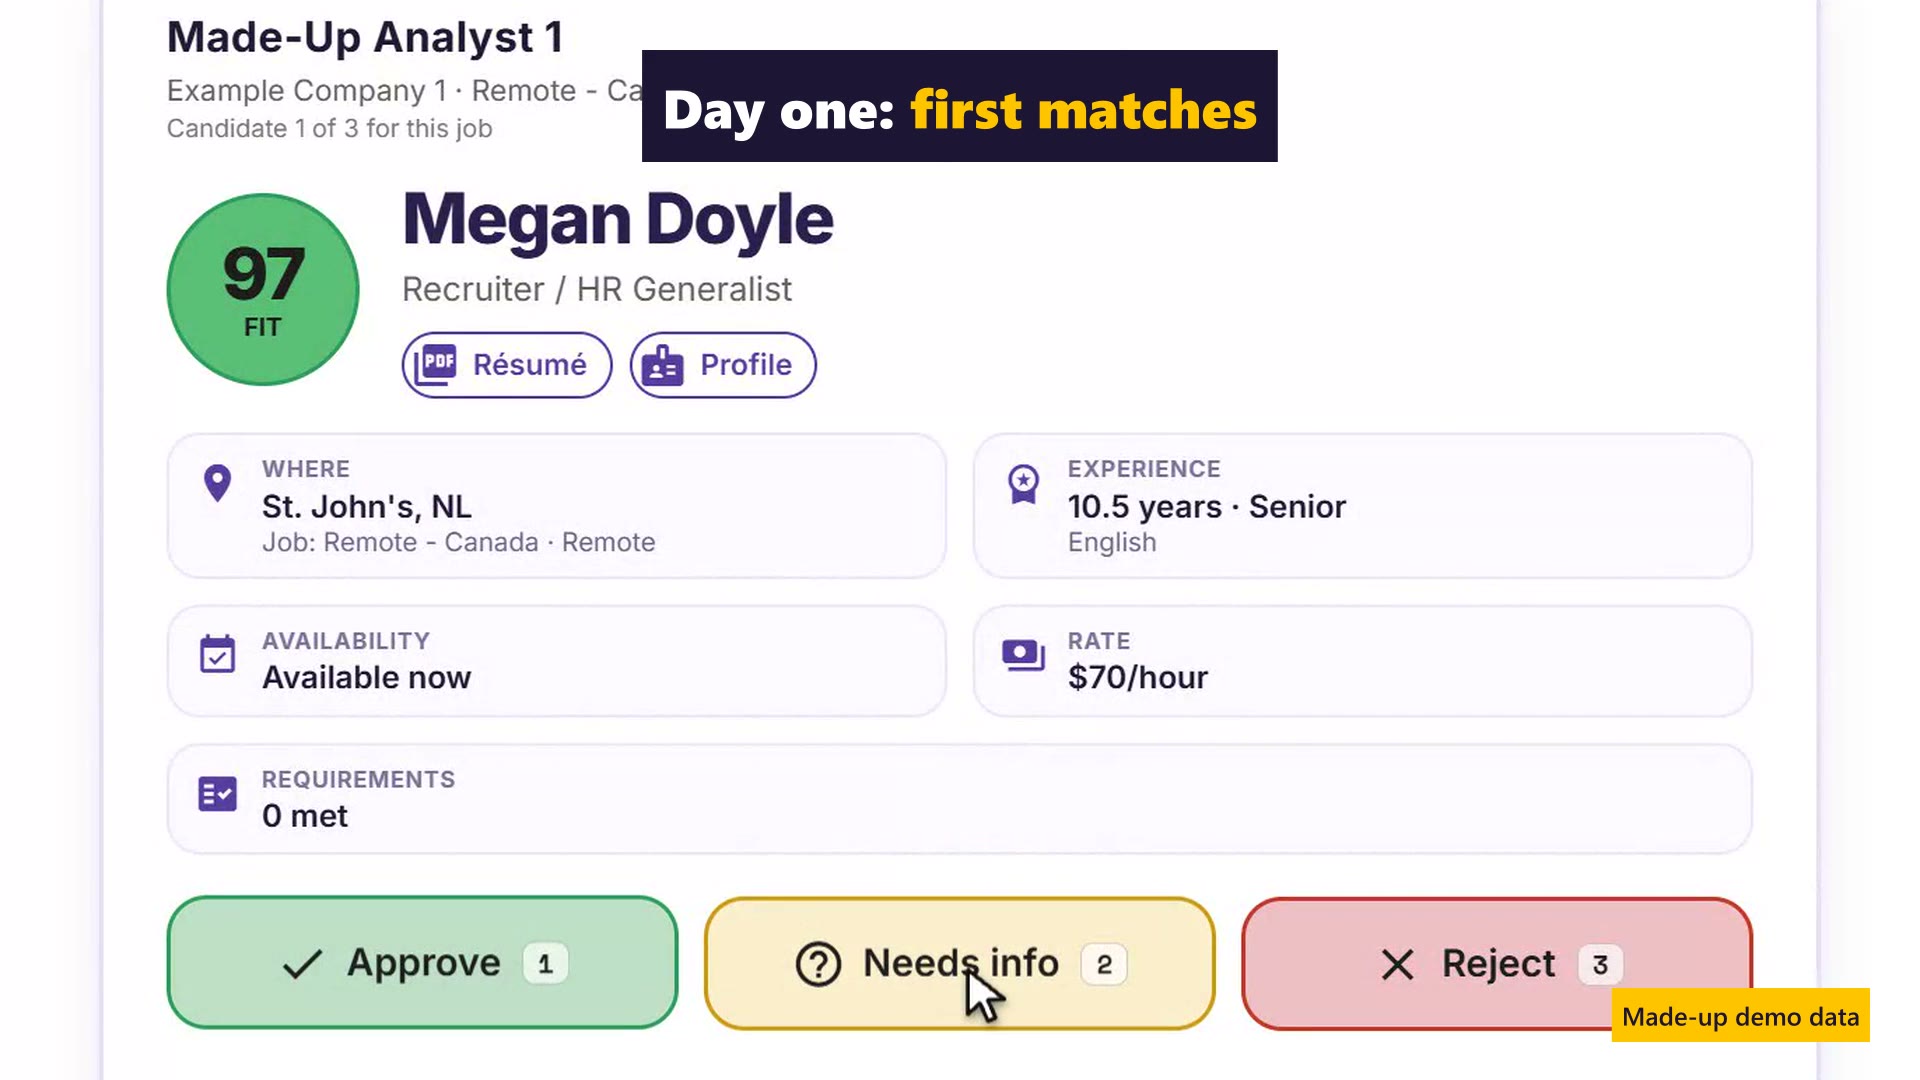 Made-Up Analyst 1
Example Company 1 · Remote - Ca
Candidate 1 of 3 for this job
Day one: first matches
97
FIT
Megan Doyle
Recruiter / HR Generalist
PDF Résumé
Profile
WHERE
St. John's, NL
Job: Remote - Canada · Remote
EXPERIENCE
10.5 years · Senior
English
AVAILABILITY
Available now
RATE
$70/hour
REQUIREMENTS
0 met
Approve 1
Needs info 2
Reject 3
Made-up demo data